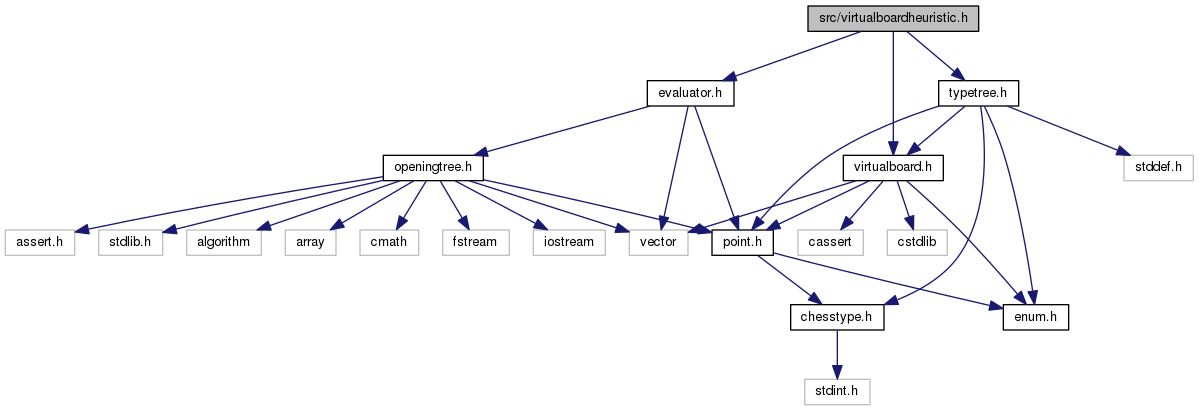 src/virtualboardheuristic.h
evaluator.h
typetree.h
openingtree.h
virtualboard.h
stddef.h
assert.h
stdlib.h
algorithm
array
cmath
fstream
iostream
vector
point.h
cassert
cstdlib
chesstype.h
enum.h
stdint.h